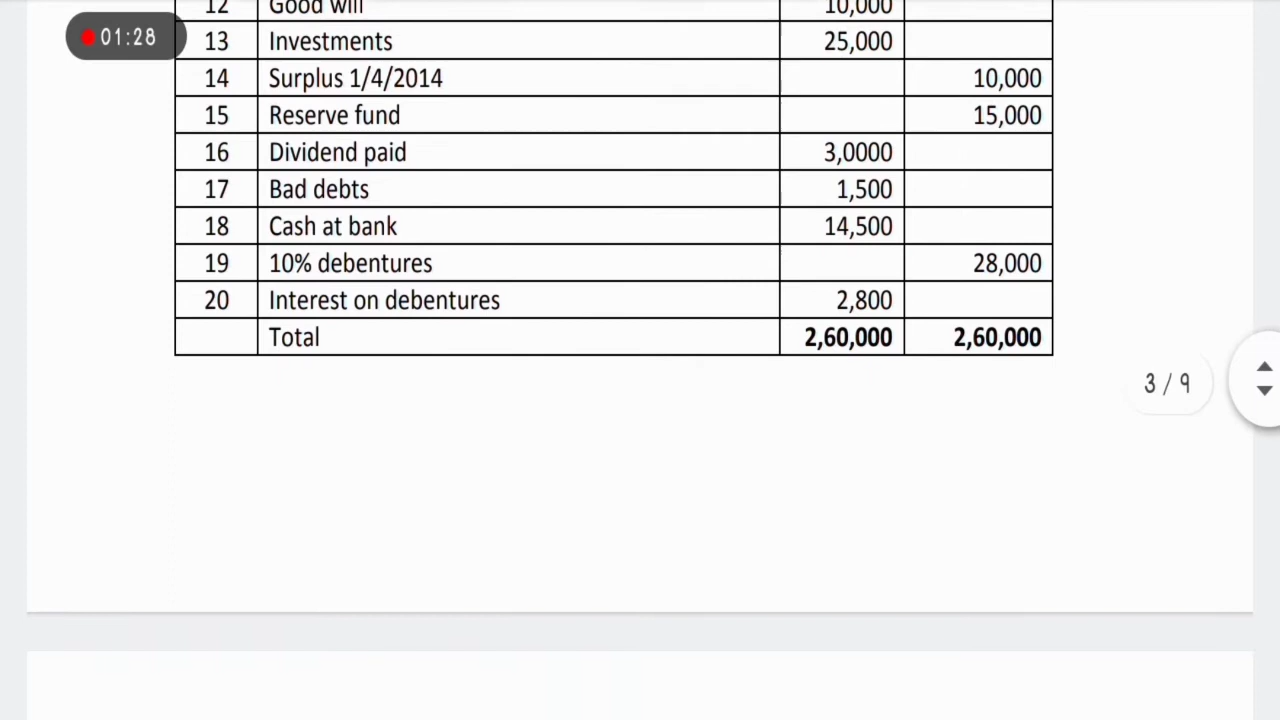 12 Good will 10,000
01:28
13 Investments 25,000
14 Surplus 1/4/2014 10,000
15 Reserve fund 15,000
16 Dividend paid 3,0000
17 Bad debts 1,500
18 Cash at bank 14,500
19 10% debentures 28,000
20 Interest on debentures 2,800
Total 2,60,000 2,60,000
3 / 9